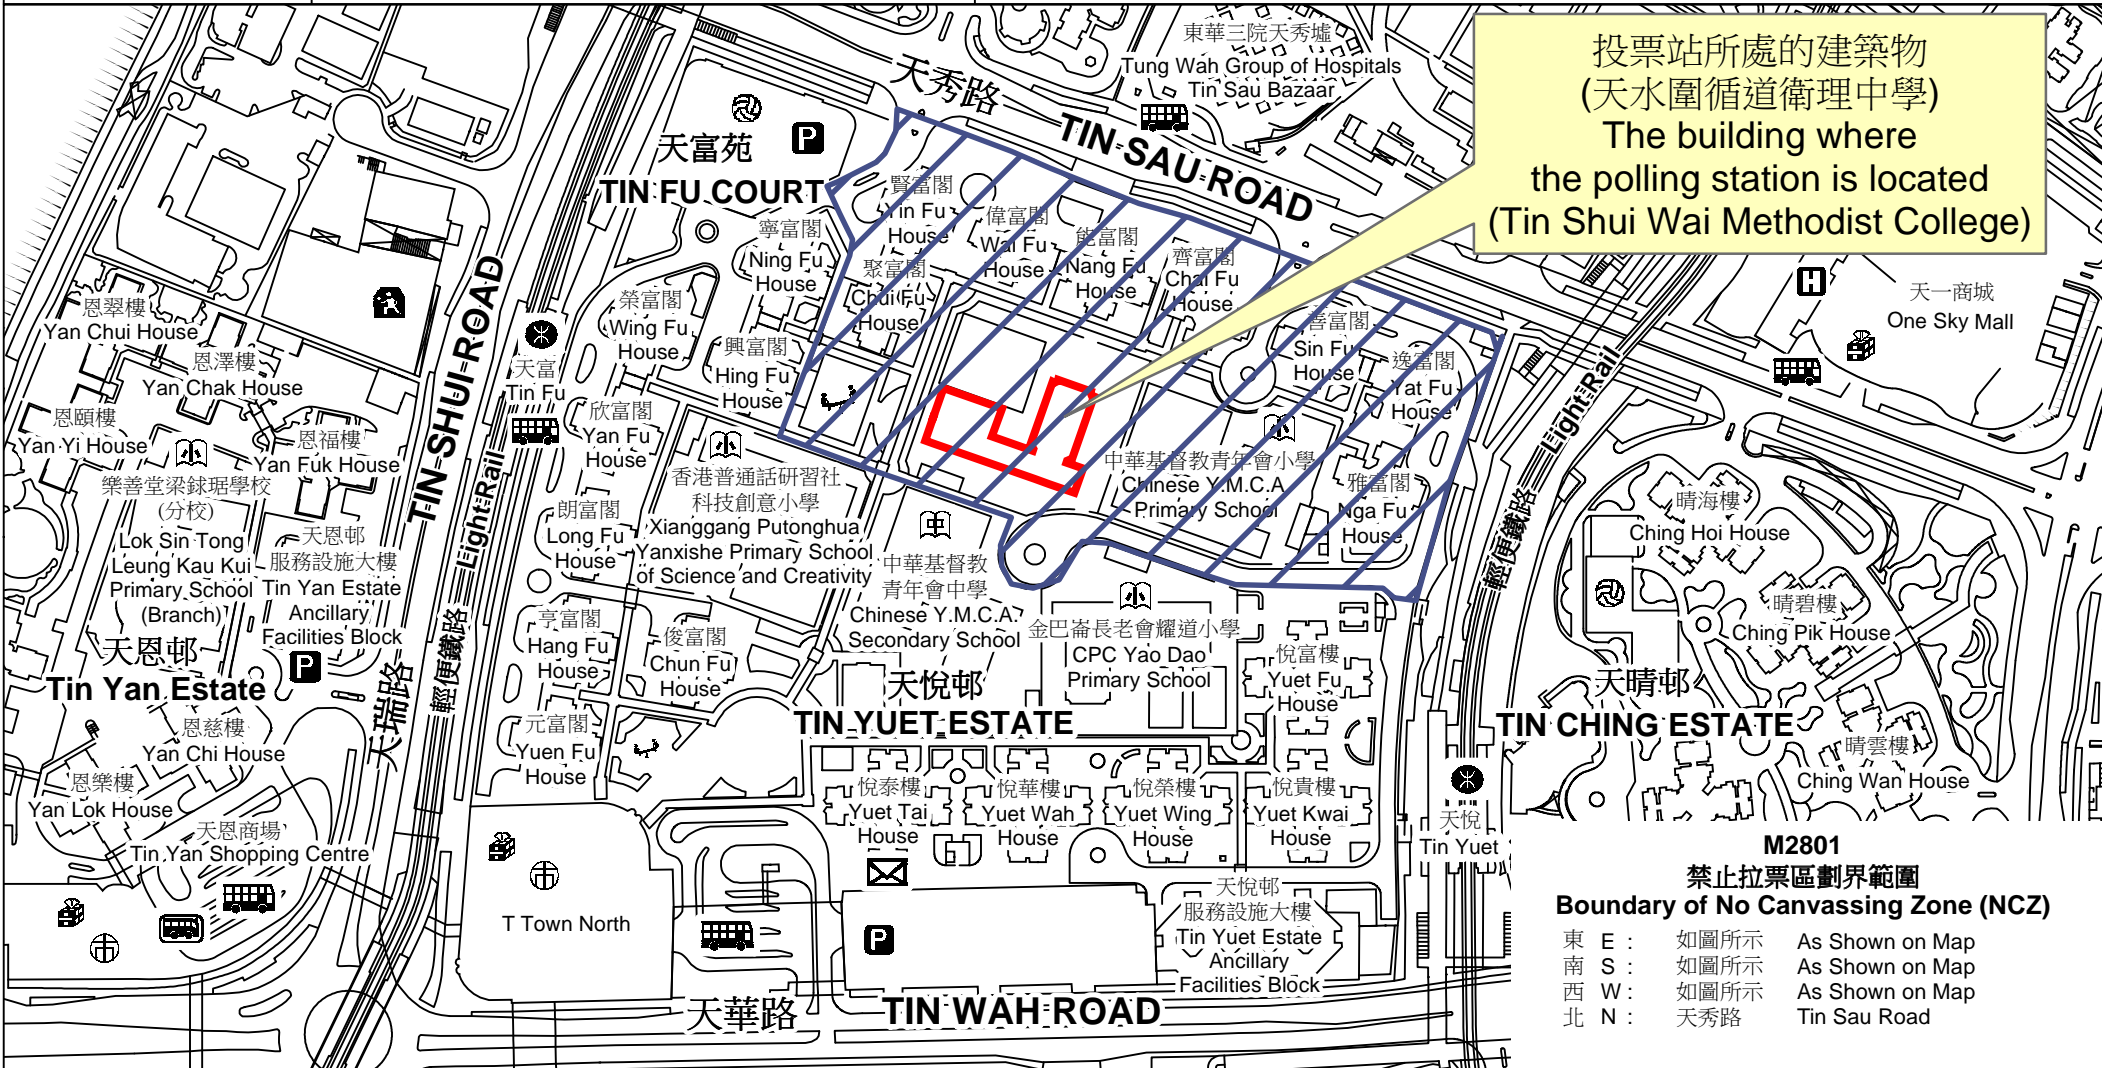 東華三院天秀墟
Tung Wah Group of Hospitals
Tin Sau Bazaar
投票站所處的建築物
(天水圍循道衞理中學)
The building where
the polling station is located
(Tin Shui Wai Methodist College)
天秀路
TIN SAU ROAD
天富苑
TIN FU COURT
P
賢富閣
Yin Fu
House
偉富閣
Wai Fu
House
能富閣
Nang Fu
House
齊富閣
Chai Fu
House
聚富閣
Chui Fu
House
寧富閣
Ning Fu
House
榮富閣
Wing Fu
House
興富閣
Hing Fu
House
善富閣
Sin Fu
House
逸富閣
Yat Fu
House
雅富閣
Nga Fu
House
小
中華基督教青年會小學
Chinese Y.M.C.A.
Primary School
H
天一商城
One Sky Mall
恩翠樓
Yan Chui House
恩澤樓
Yan Chak House
恩頤樓
Yan Yi House
恩福樓
Yan Fuk House
小
樂善堂梁銶琚學校
(分校)
Lok Sin Tong
Leung Kau Kui
Primary School
(Branch)
天恩邨
服務設施大樓
Tin Yan Estate
Ancillary
Facilities Block
天恩邨
Tin Yan Estate
P
恩慈樓
Yan Chi House
恩樂樓
Yan Lok House
天恩商場
Tin Yan Shopping Centre
TIN SHUI ROAD
天瑞路
Light Rail
輕便鐵路
天富
Tin Fu
欣富閣
Yan Fu
House
小
香港普通話研習社
科技創意小學
Xianggang Putonghua
Yanxishe Primary School
of Science and Creativity
朗富閣
Long Fu
House
亨富閣
Hang Fu
House
俊富閣
Chun Fu
House
元富閣
Yuen Fu
House
中
中華基督教
青年會中學
Chinese Y.M.C.A.
Secondary School
小
金巴崙長老會耀道小學
CPC Yao Dao
Primary School
天悅邨
TIN YUET ESTATE
悅富樓
Yuet Fu
House
悅泰樓
Yuet Tai
House
悅華樓
Yuet Wah
House
悅榮樓
Yuet Wing
House
悅貴樓
Yuet Kwai
House
T Town North
P
天悅邨
服務設施大樓
Tin Yuet Estate
Ancillary
Facilities Block
天華路
TIN WAH ROAD
Light Rail
輕便鐵路
天悅
Tin Yuet
晴海樓
Ching Hoi House
晴碧樓
Ching Pik House
天晴邨
TIN CHING ESTATE
晴雲樓
Ching Wan House
M2801
禁止拉票區劃界範圍
Boundary of No Canvassing Zone (NCZ)
東 E : 如圖所示 As Shown on Map
南 S : 如圖所示 As Shown on Map
西 W : 如圖所示 As Shown on Map
北 N : 天秀路 Tin Sau Road